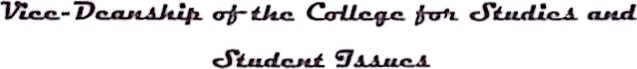 Vice-Deanship of the College for Studies and
Student Issues